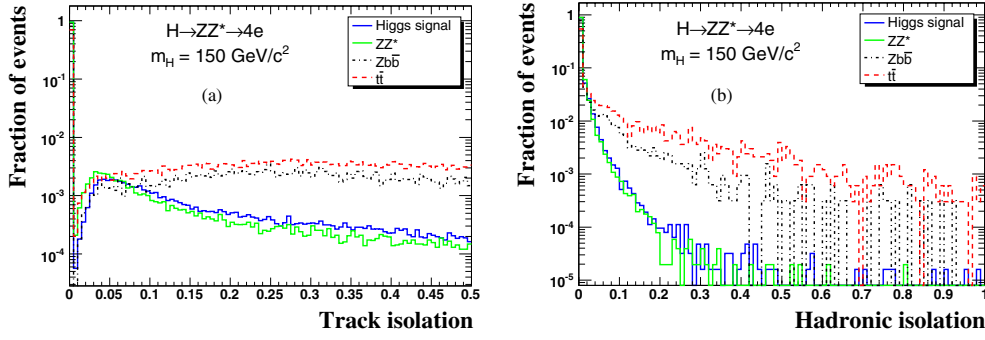 Fraction of events
1
10-1
10-2
10-3
10-4
H→ZZ*→4e
mH = 150 GeV/c2
(a)
Higgs signal
ZZ*
Zbb̅
tt̅
0 0.05 0.1 0.15 0.2 0.25 0.3 0.35 0.4 0.45 0.5
Track isolation
Fraction of events
1
10-1
10-2
10-3
10-4
10-5
H→ZZ*→4e
mH = 150 GeV/c2
(b)
Higgs signal
ZZ*
Zbb̅
tt̅
0 0.1 0.2 0.3 0.4 0.5 0.6 0.7 0.8 0.9 1
Hadronic isolation